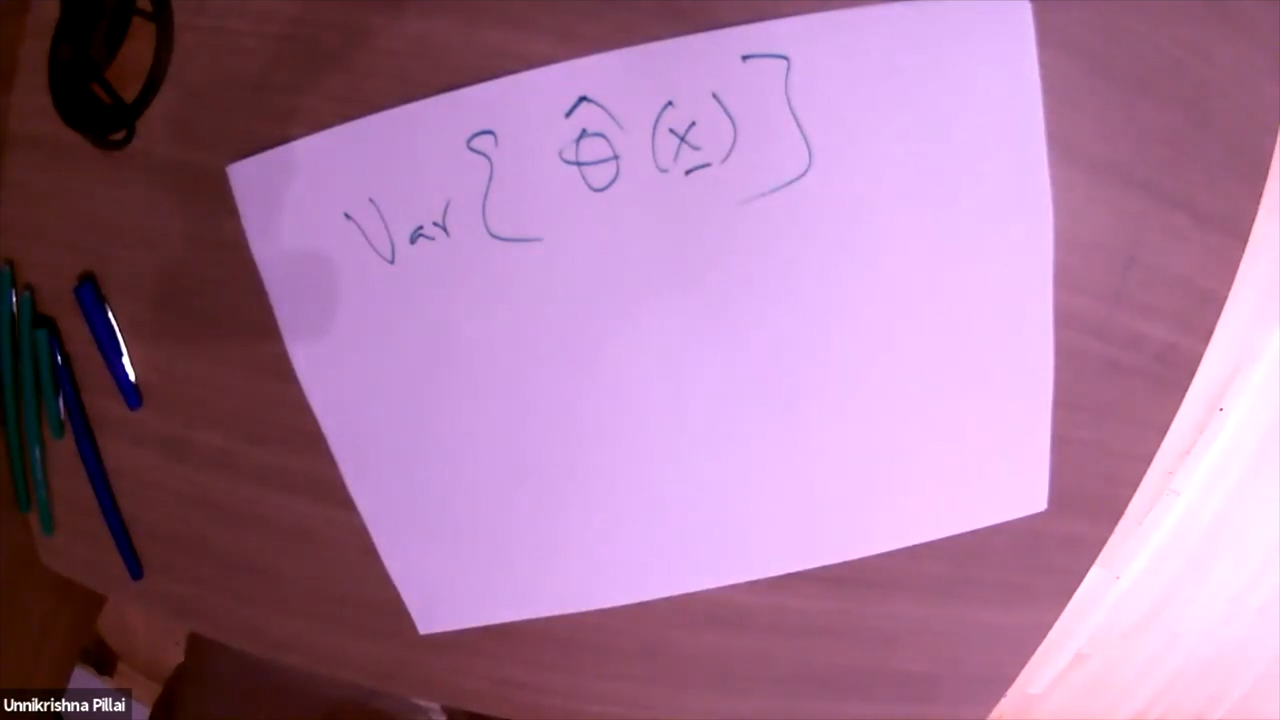 Var{ θ̂ (x̲) }
Unnikrishna Pillai